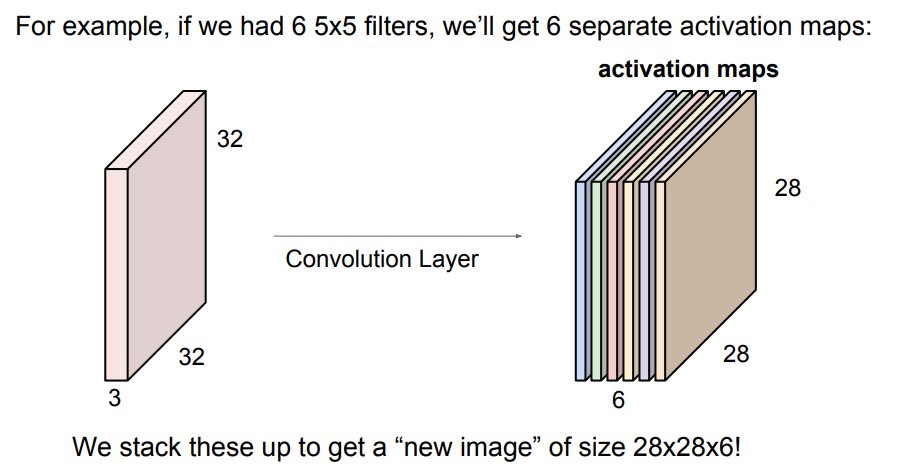 For example, if we had 6 5x5 filters, we’ll get 6 separate activation maps:
activation maps
32
28
Convolution Layer
32
28
3
6
We stack these up to get a “new image” of size 28x28x6!